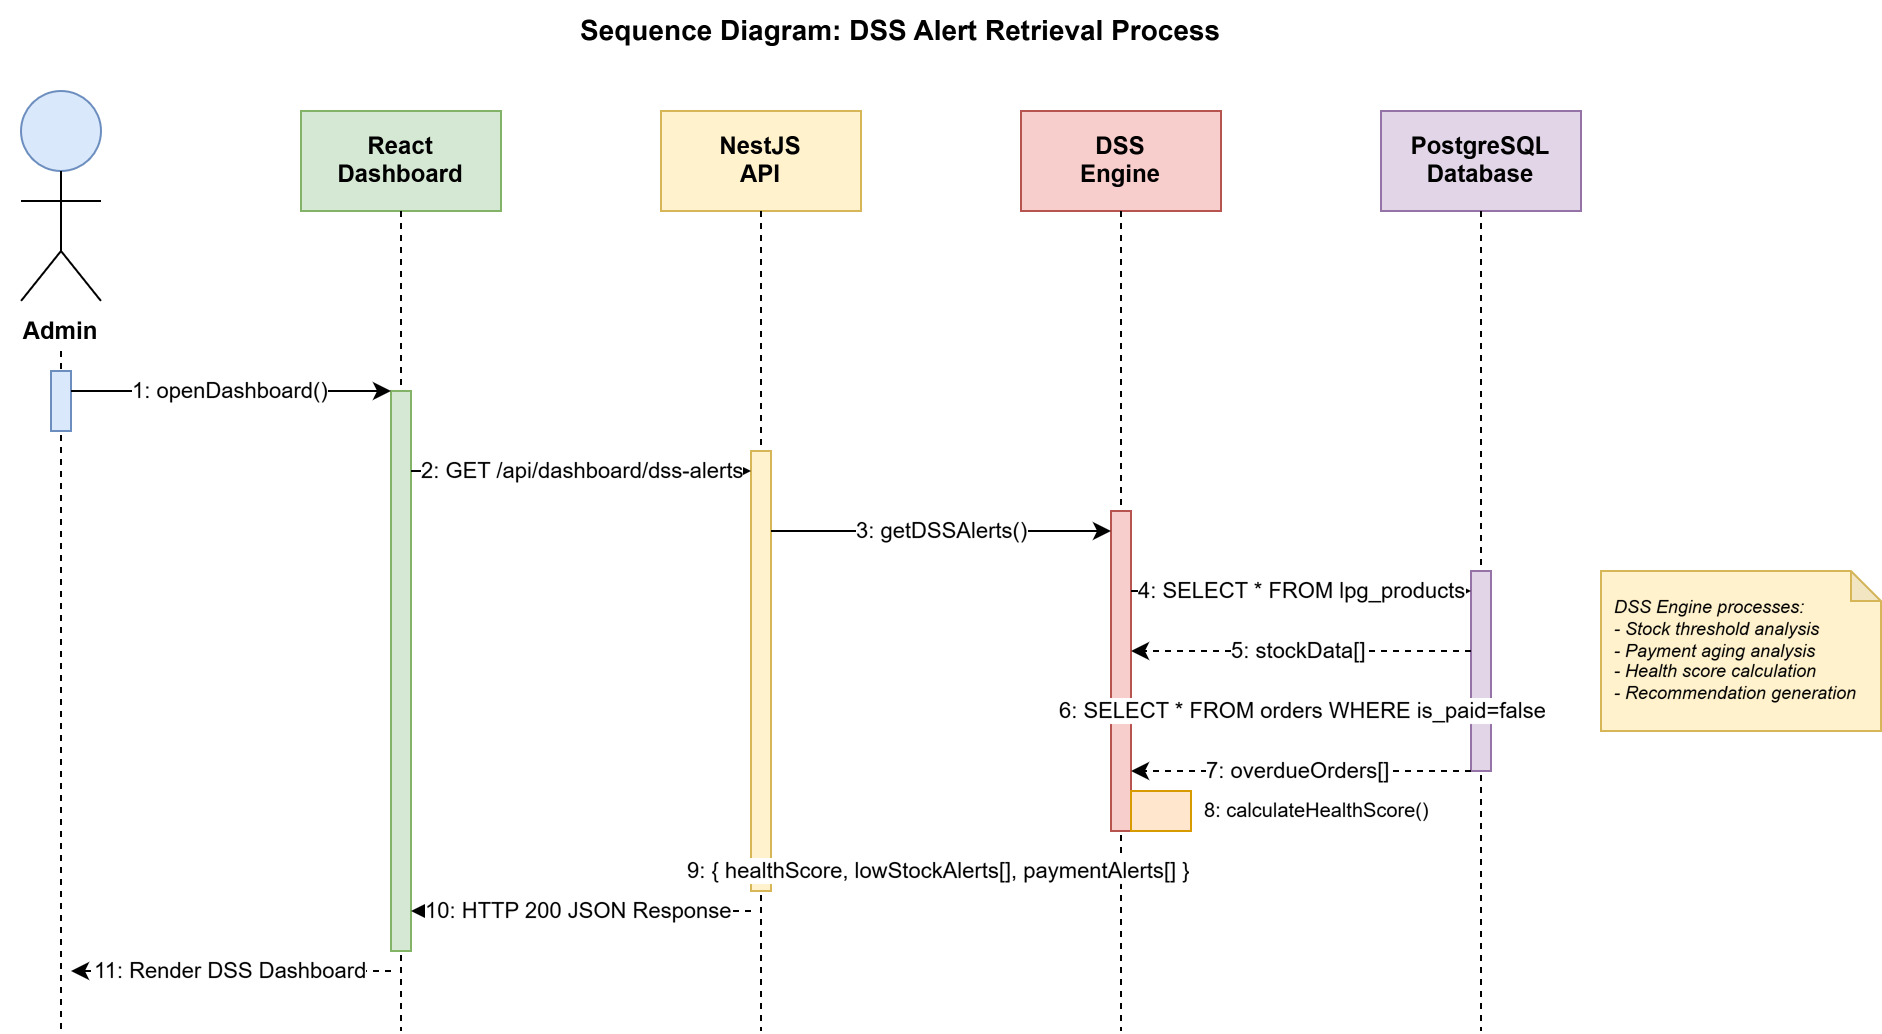 Sequence Diagram: DSS Alert Retrieval Process
React
Dashboard
NestJS
API
DSS
Engine
PostgreSQL
Database
Admin
1: openDashboard()
2: GET /api/dashboard/dss-alerts
3: getDSSAlerts()
4: SELECT * FROM lpg_products
DSS Engine processes:
- Stock threshold analysis
- Payment aging analysis
- Health score calculation
- Recommendation generation
5: stockData[]
6: SELECT * FROM orders WHERE is_paid=false
7: overdueOrders[]
8: calculateHealthScore()
9: { healthScore, lowStockAlerts[], paymentAlerts[] }
10: HTTP 200 JSON Response
11: Render DSS Dashboard